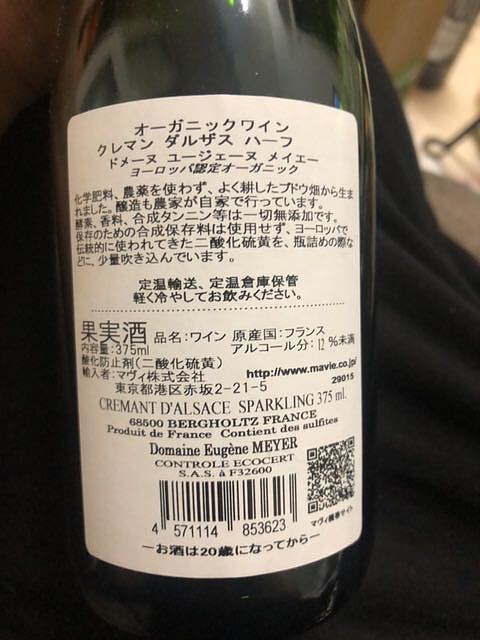 オーガニックワイン
クレマン ダルザス ハーフ
ドメーヌ ユージェーヌ メイエー
ヨーロッパ認定オーガニック
化学肥料、農薬を使わず、よく耕したブドウ畑から生ま
れました。醸造も農家が自家で行っています。
酵素、香料、合成タンニン等は一切無添加です。
保存のための合成保存料は使用せず、ヨーロッパで
伝統的に使われてきた二酸化硫黄を、瓶詰めの際な
どに、少量吹き込んでいます。
定温輸送、定温倉庫保管
軽く冷やしてお飲みください。
果実酒 品名：ワイン 原産国：フランス
内容量：375ml アルコール分：12%未満
酸化防止剤（二酸化硫黄） http://www.mavie.co.jp/
輸入者：マヴィ株式会社 29015
東京都港区赤坂2-21-5
CREMANT D'ALSACE SPARKLING 375 ml.
68500 BERGHOLTZ FRANCE
Produit de France Contient des sulfites
Domaine Eugène MEYER
CONTROLE ECOCERT
S.A.S. à F32600
4 571114 853623
マヴィ携帯サイト
—お酒は20歳になってから—